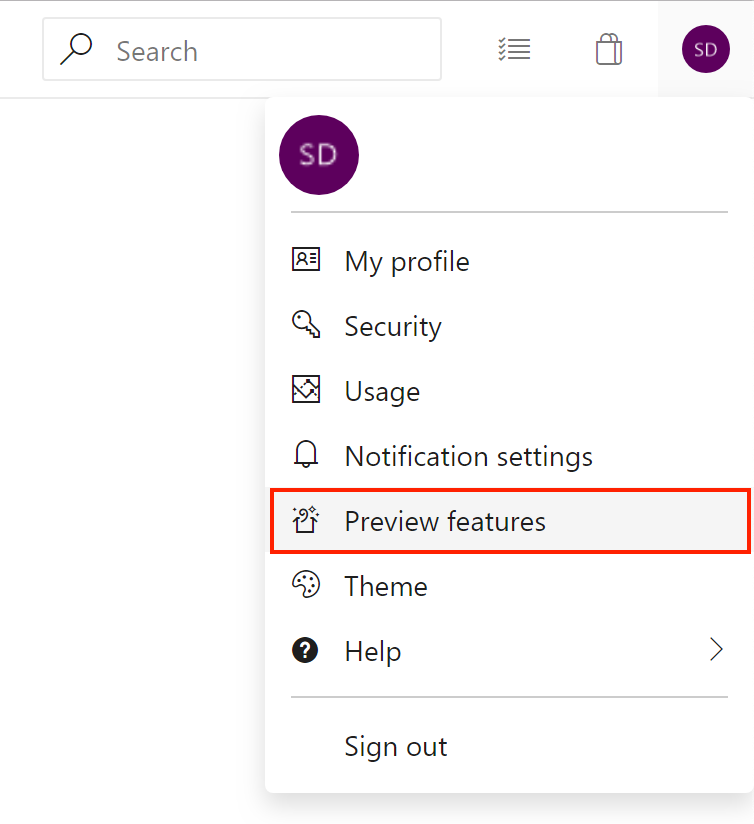 Search
SD
SD
My profile
Security
Usage
Notification settings
Preview features
Theme
Help
Sign out